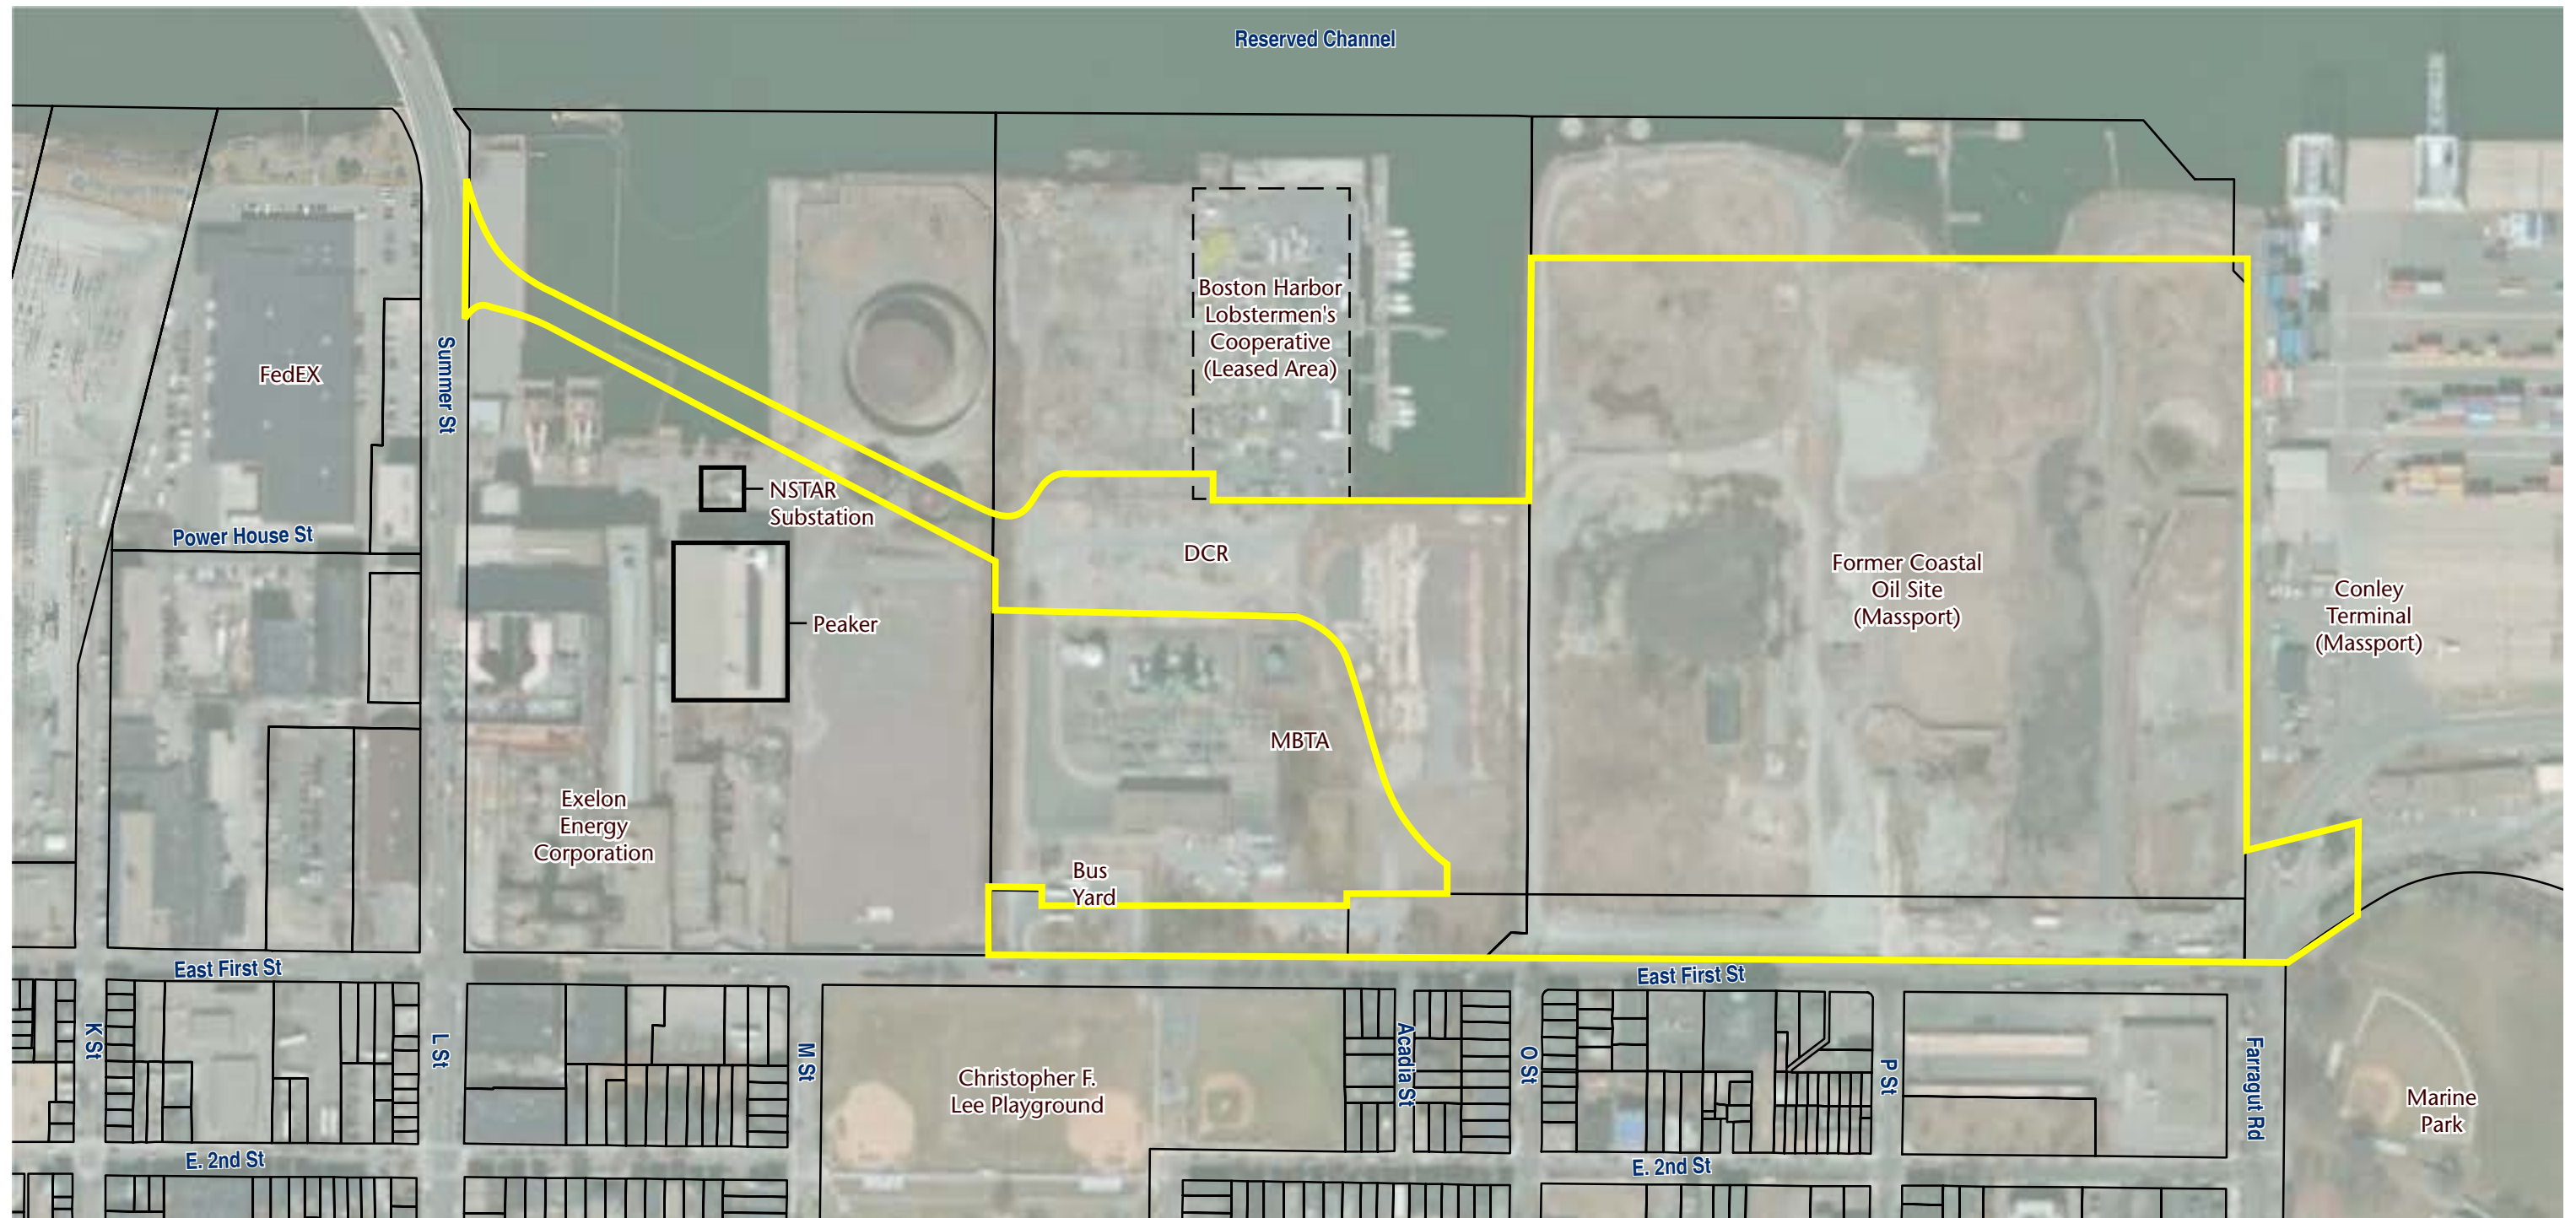 Reserved Channel
Boston Harbor
Lobstermen's
Cooperative
(Leased Area)
FedEX
Summer St
NSTAR
Substation
Power House St
DCR
Former Coastal
Oil Site
(Massport)
Conley
Terminal
(Massport)
Peaker
MBTA
Exelon
Energy
Corporation
Bus
Yard
East First St
East First St
K St
L St
M St
Acadia St
O St
P St
Farragut Rd
Christopher F.
Lee Playground
Marine
Park
E. 2nd St
E. 2nd St